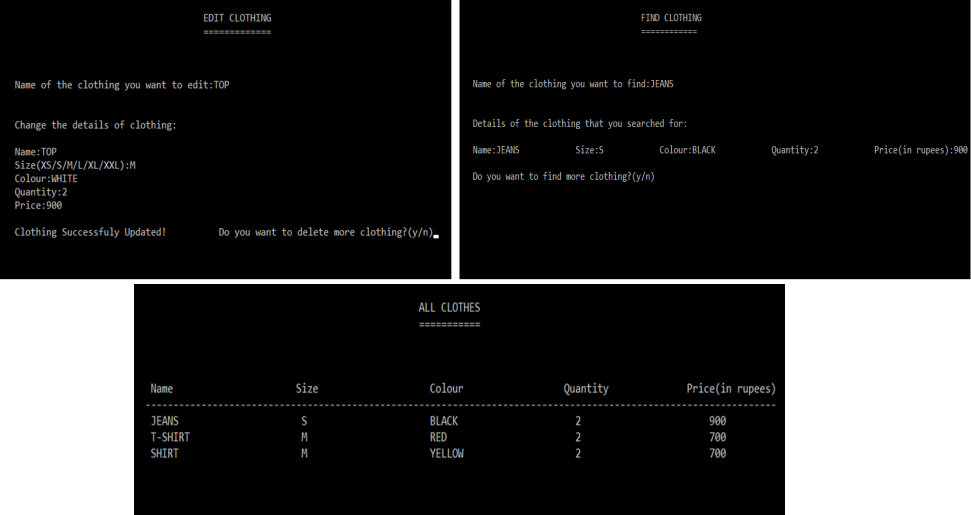 EDIT CLOTHING
=============
Name of the clothing you want to edit:TOP
Change the details of clothing:
Name:TOP
Size(XS/S/M/L/XL/XXL):M
Colour:WHITE
Quantity:2
Price:900
Clothing Successfuly Updated! Do you want to delete more clothing?(y/n)
FIND CLOTHING
============
Name of the clothing you want to find:JEANS
Details of the clothing that you searched for:
Name:JEANS Size:S Colour:BLACK Quantity:2 Price(in rupees):900
Do you want to find more clothing?(y/n)
ALL CLOTHES
===========
Name Size Colour Quantity Price(in rupees)
JEANS S BLACK 2 900
T-SHIRT M RED 2 700
SHIRT M YELLOW 2 700